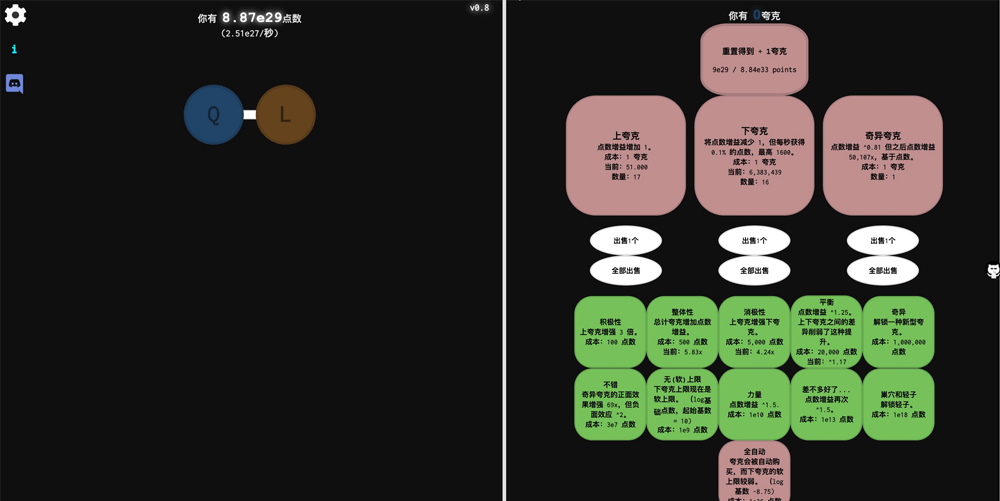 v0.8
你有 8.87e29点数
(2.51e27/秒)
i
Q
L
你有 0夸克
重置得到 + 1夸克
9e29 / 8.84e33 points
上夸克
点数增益增加 1。
成本: 1 夸克
当前: 51.000
数量: 17
下夸克
将点数增益减少 1，但每秒获得
0.1% 的点数，最高 1600。
成本: 1 夸克
当前: 6,383,439
数量: 16
奇异夸克
点数增益 ^0.81 但之后点数增益
50,107x, 基于点数。
成本: 1 夸克
数量: 1
出售1个
出售1个
出售1个
全部出售
全部出售
全部出售
积极性
上夸克增强 3 倍。
成本: 100 点数
整体性
总计夸克增加点数
增益。
成本: 500 点数
当前: 5.83x
消极性
上夸克增强下夸
克。
成本: 5,000 点数
当前: 4.24x
平衡
点数增益 ^1.25。
上下夸克之间的差
异削弱了这种提
升。
成本: 20,000 点数
当前: ^1.17
奇异
解锁一种新型夸
克。
成本: 1,000,000
点数
不错
奇异夸克的正面效
果增强 69x, 但负
面效应 ^2。
成本: 3e7 点数
无(软)上限
下夸克上限现在是
软上限。 (log基
础点数，起始基数
= 10)
成本: 1e9 点数
力量
点数增益 ^1.5.
成本: 1e10 点数
差不多好了...
点数增益再次
^1.5。
成本: 1e13 点数
巢穴和轻子
解锁轻子。
成本: 1e18 点数
全自动
夸克会被自动购
买，而下夸克的软
上限较弱。 (log
基数 -8.75)